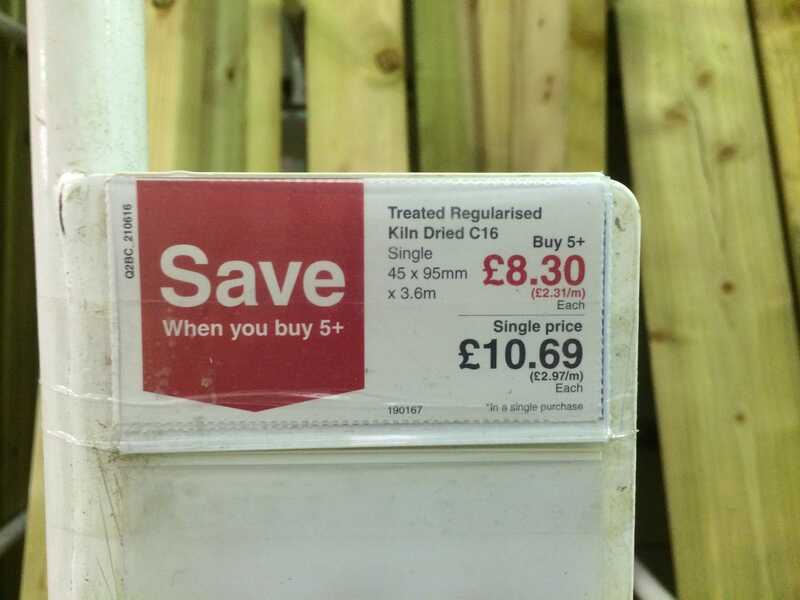 Q2BC_210616
Save
When you buy 5+
Treated Regularised
Kiln Dried C16
Single
45 x 95mm
x 3.6m
Buy 5+
£8.30
(£2.31/m)
Each
Single price
£10.69
(£2.97/m)
Each
190167
*In a single purchase